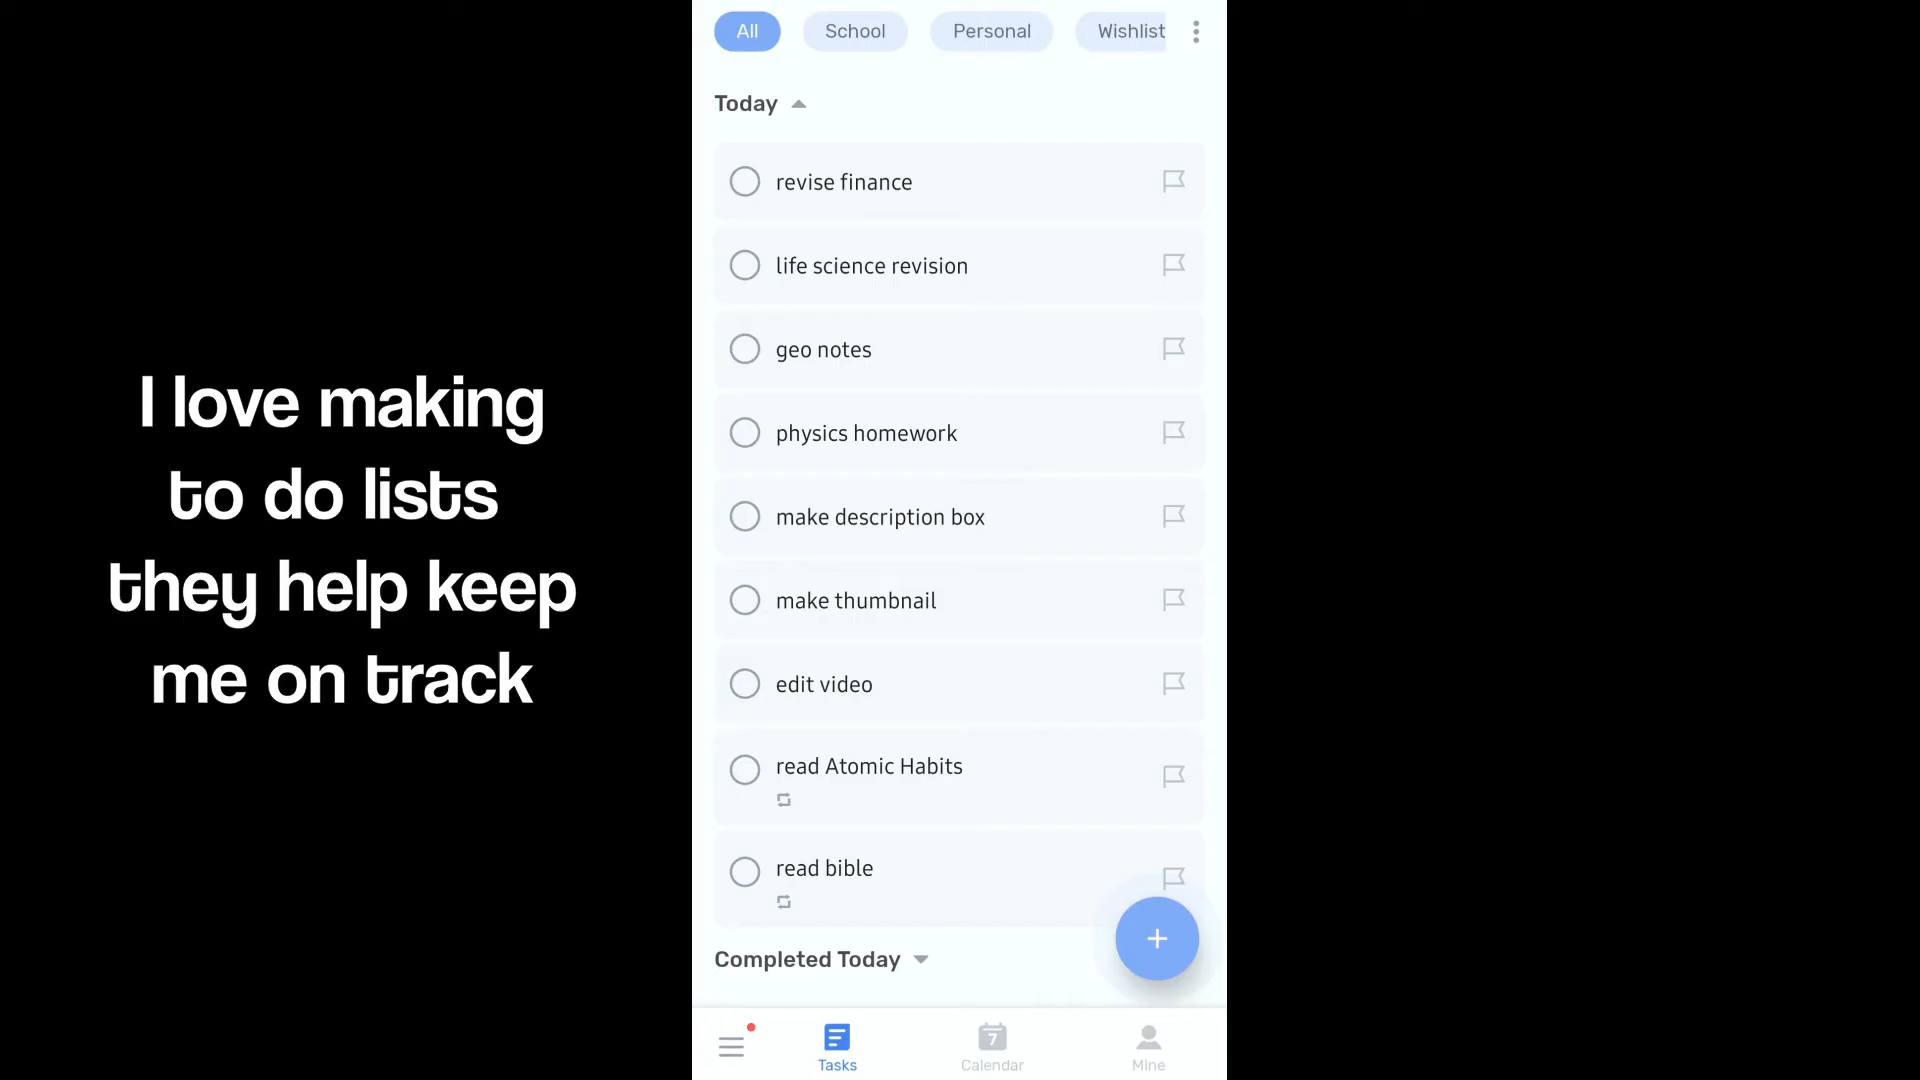 I love making
to do lists
they help keep
me on track
All
School
Personal
Wishlist
Today
revise finance
life science revision
geo notes
physics homework
make description box
make thumbnail
edit video
read Atomic Habits
read bible
Completed Today
7
Tasks
Calendar
Mine